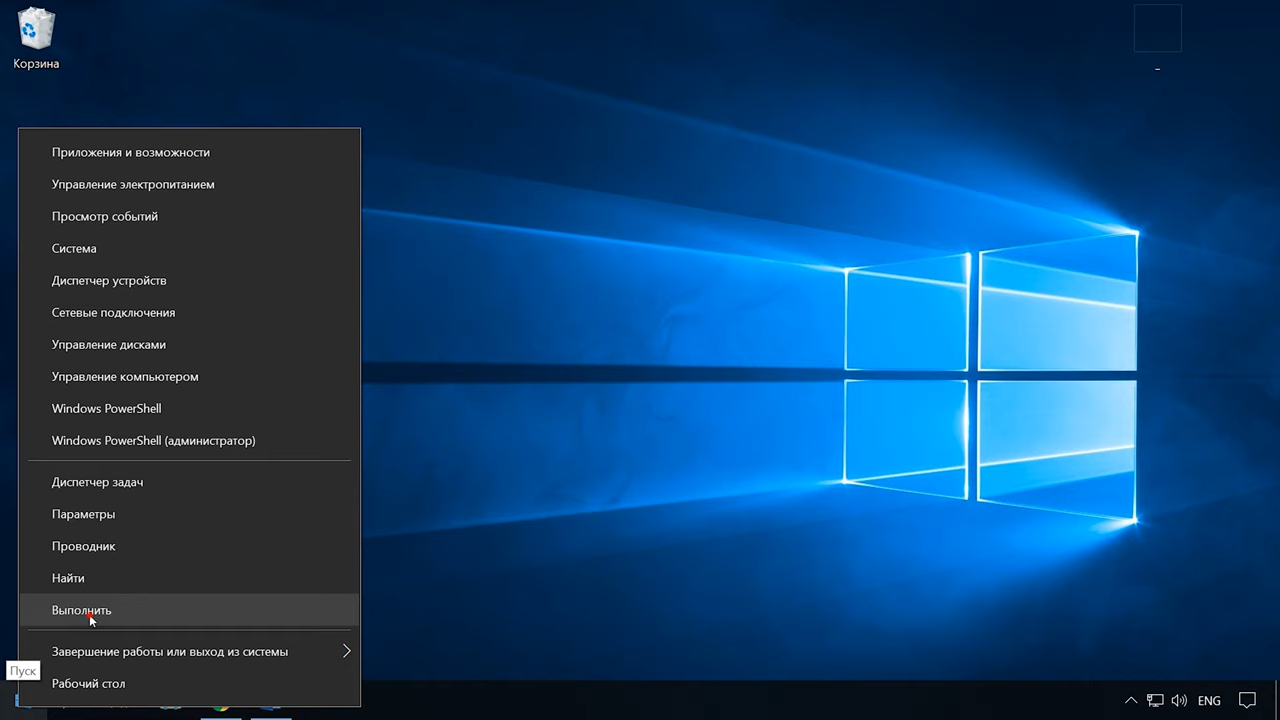 Корзина
Приложения и возможности
Управление электропитанием
Просмотр событий
Система
Диспетчер устройств
Сетевые подключения
Управление дисками
Управление компьютером
Windows PowerShell
Windows PowerShell (администратор)
Диспетчер задач
Параметры
Проводник
Найти
Выполнить
Завершение работы или выход из системы
Пуск
Рабочий стол
ENG